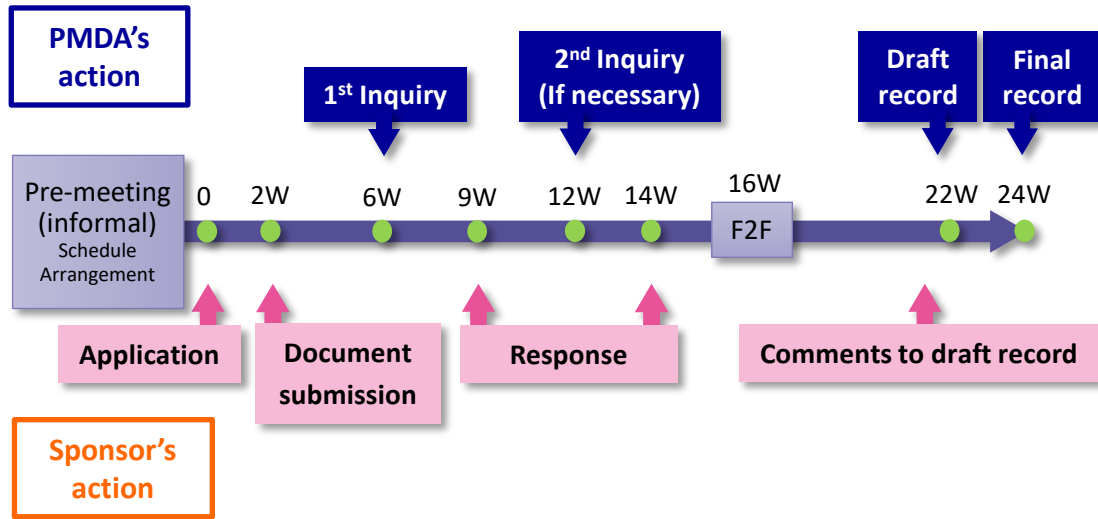 PMDA's
action
1st Inquiry
2nd Inquiry
(If necessary)
Draft
record
Final
record
Pre-meeting
(informal)
Schedule
Arrangement
0
2W
6W
9W
12W
14W
16W
F2F
22W
24W
Application
Document
submission
Response
Comments to draft record
Sponsor's
action